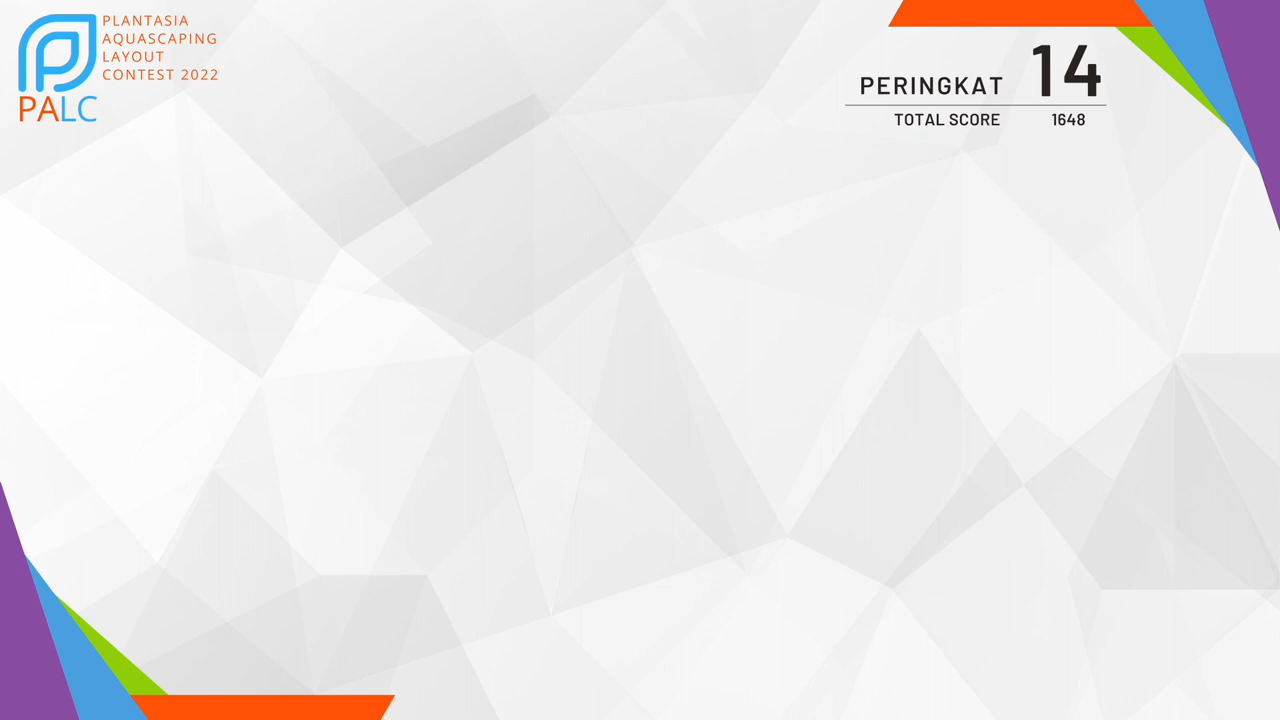 PLANTASIA
AQUASCAPING
LAYOUT
CONTEST 2022
PALC
PERINGKAT 14
TOTAL SCORE 1648